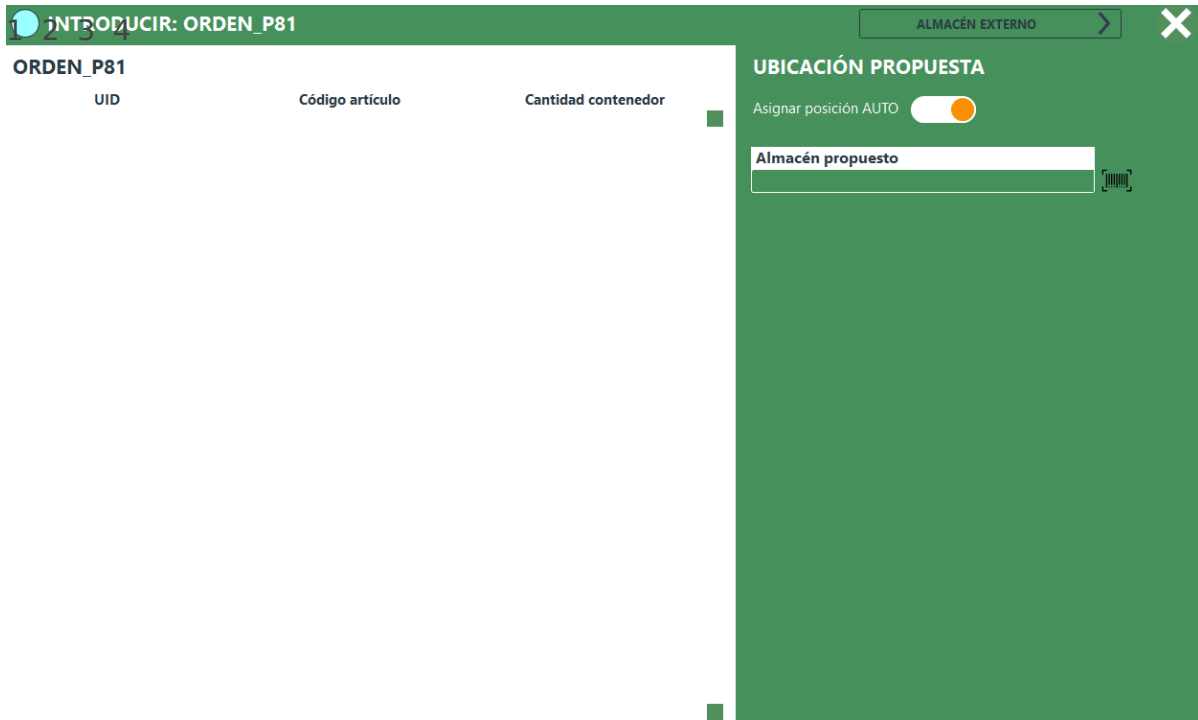 1 2 3 4
INTRODUCIR: ORDEN_P81
ALMACÉN EXTERNO
ORDEN_P81
UID Código artículo Cantidad contenedor
UBICACIÓN PROPUESTA
Asignar posición AUTO
Almacén propuesto